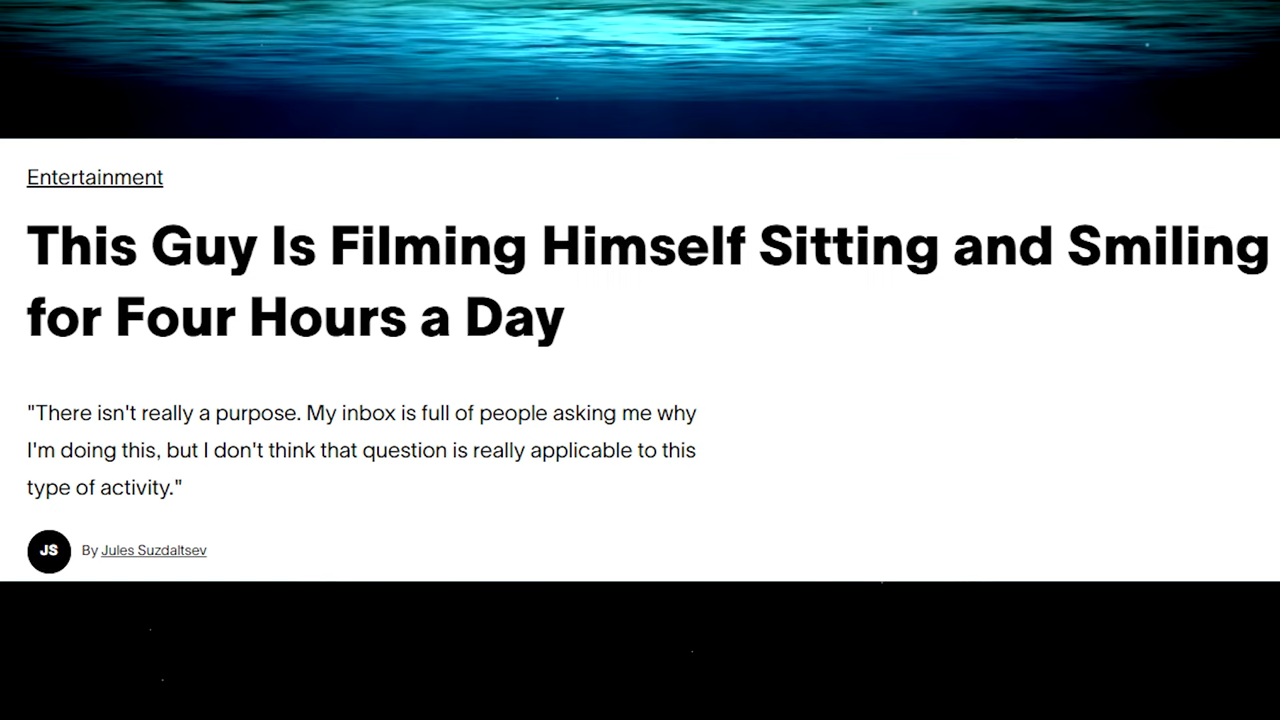 Entertainment
This Guy Is Filming Himself Sitting and Smiling
for Four Hours a Day
"There isn't really a purpose. My inbox is full of people asking me why
I'm doing this, but I don't think that question is really applicable to this
type of activity."
JS
By Jules Suzdaltsev